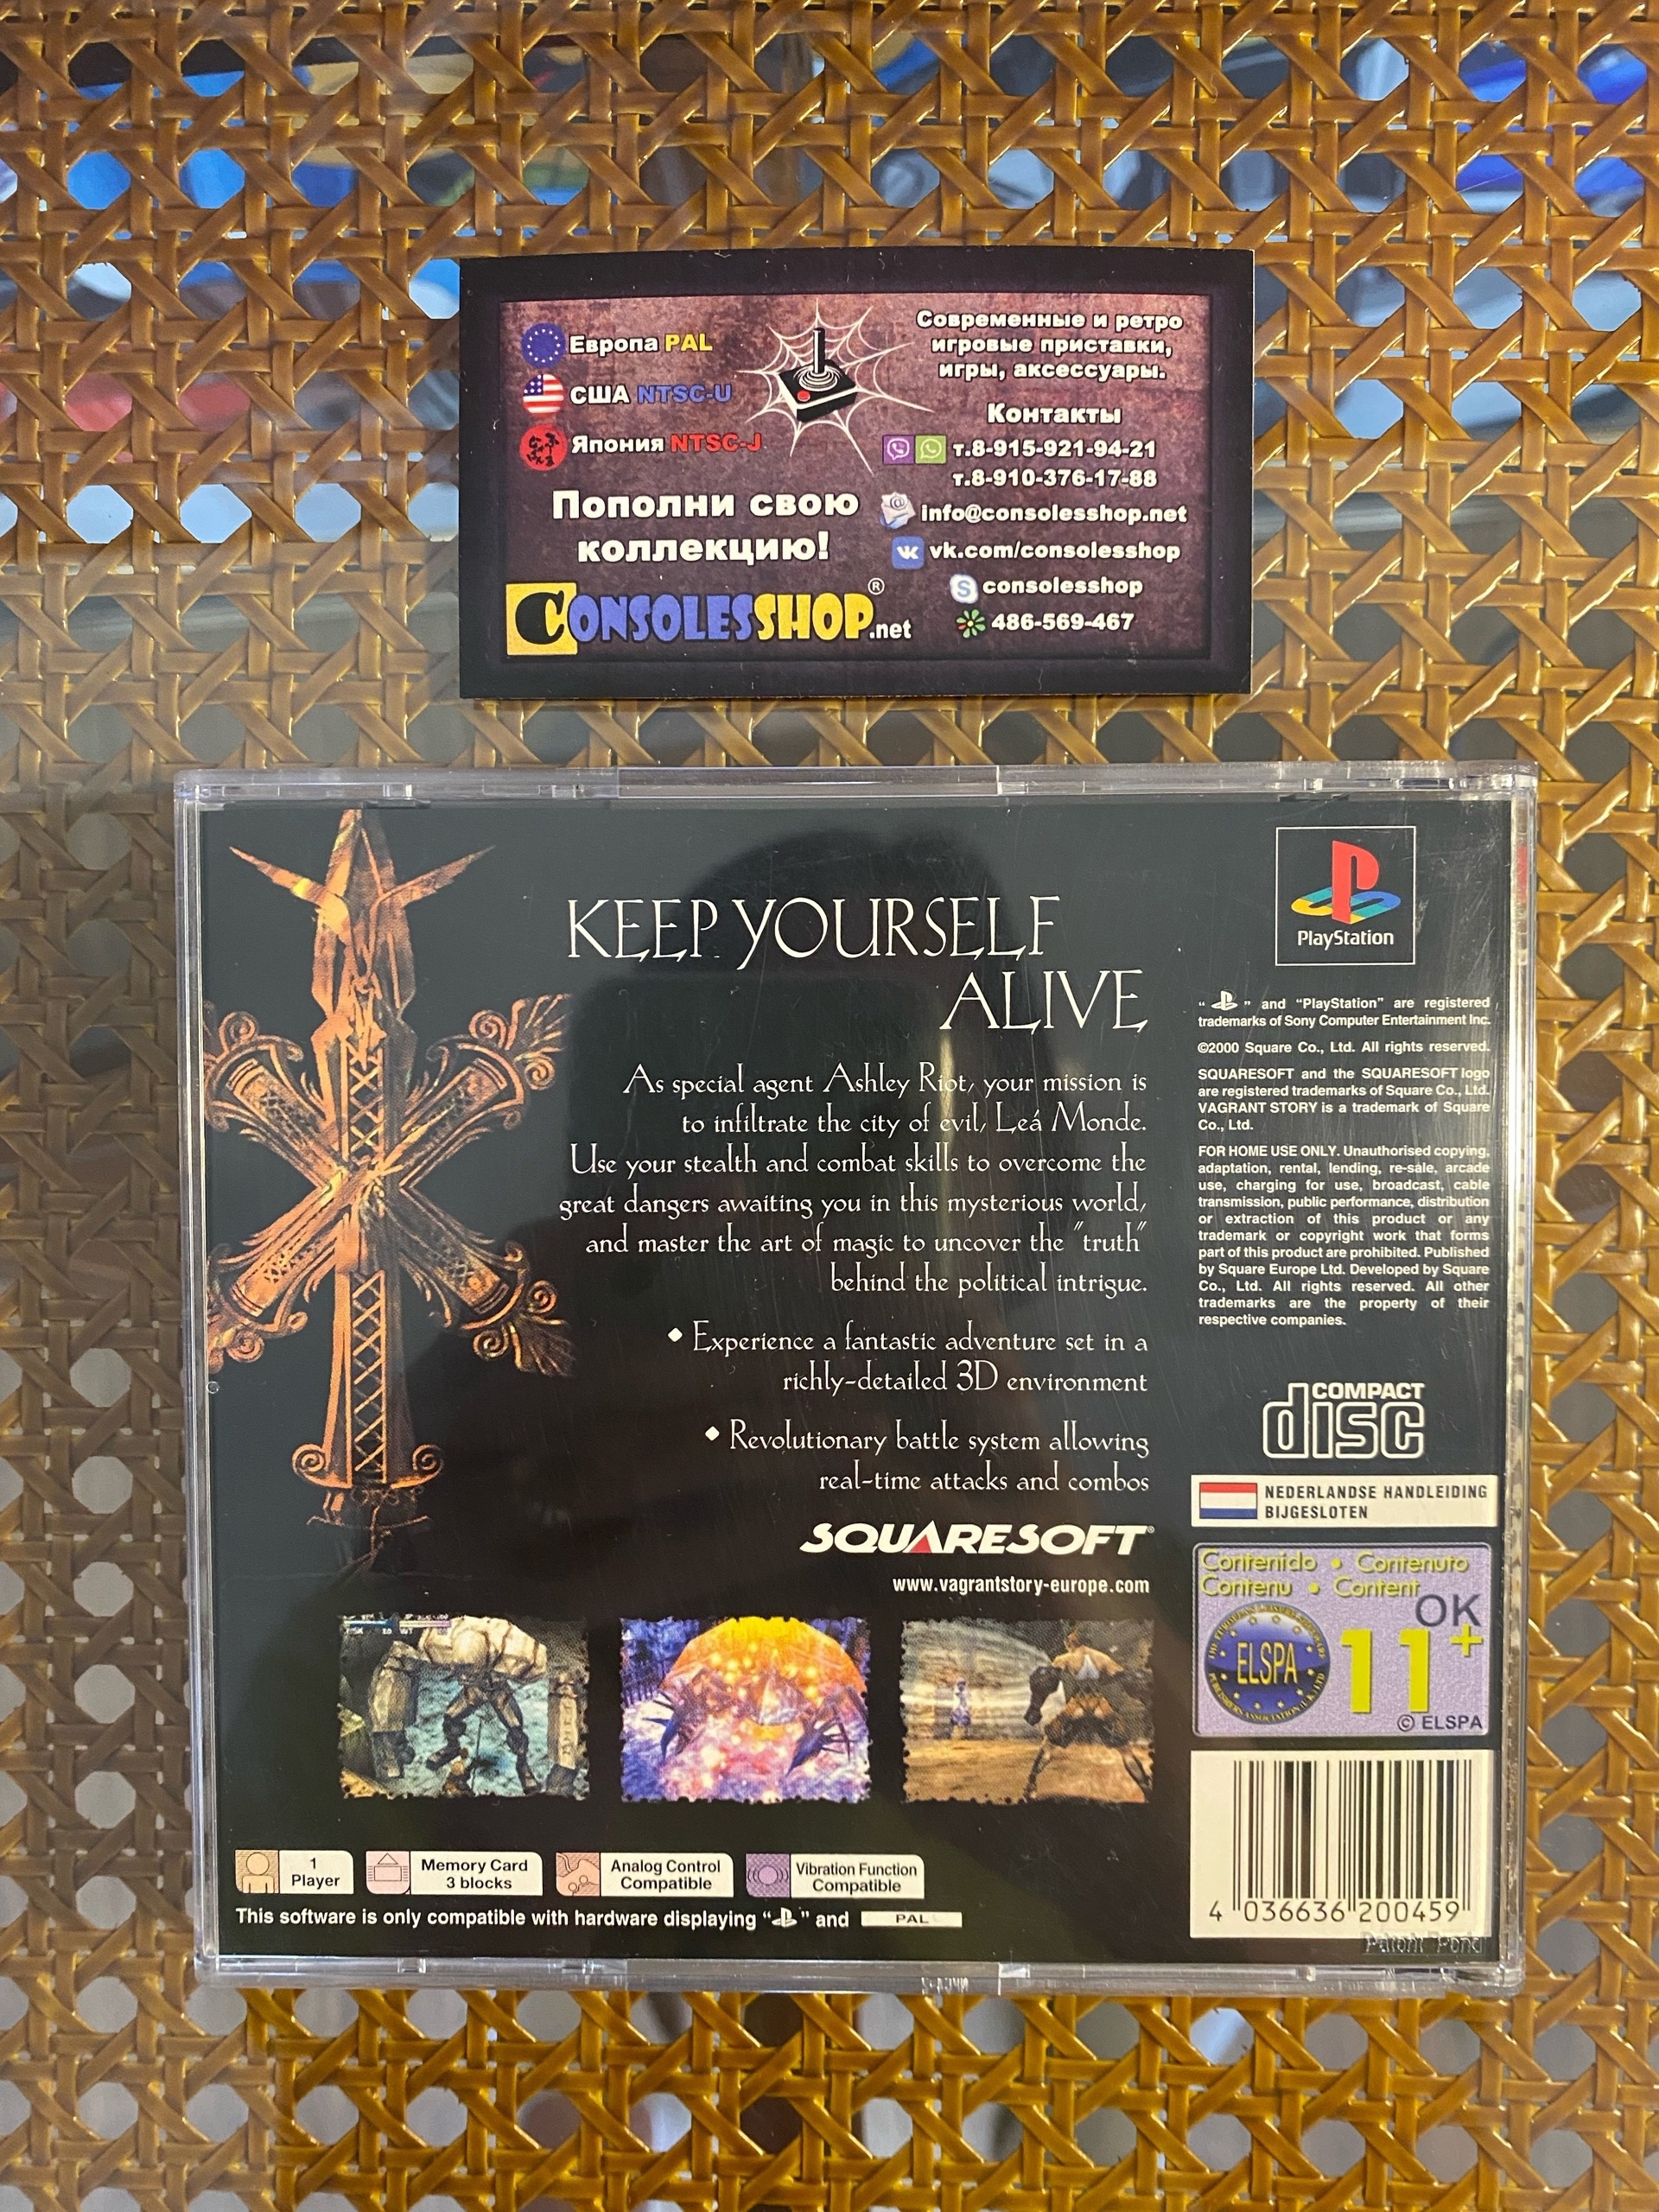 Европа PAL
США NTSC-U
Япония NTSC-J
Пополни свою
коллекцию!
CONSOLESSHOP.net
®
Современные и ретро
игровые приставки,
игры, аксессуары.
Контакты
т.8-915-921-94-21
т.8-910-376-17-88
info@consolesshop.net
vk.com/consolesshop
consolesshop
486-569-467
KEEP YOURSELF
ALIVE
As special agent Ashley Riot, your mission is
to infiltrate the city of evil, Leá Monde.
Use your stealth and combat skills to overcome the
great dangers awaiting you in this mysterious world,
and master the art of magic to uncover the "truth"
behind the political intrigue.
• Experience a fantastic adventure set in a
richly-detailed 3D environment
• Revolutionary battle system allowing
real-time attacks and combos
SQUARESOFT®
www.vagrantstory-europe.com
1
Player
Memory Card
3 blocks
Analog Control
Compatible
Vibration Function
Compatible
This software is only compatible with hardware displaying “PS” and PAL
PlayStation
“PS” and “PlayStation” are registered
trademarks of Sony Computer Entertainment Inc.
©2000 Square Co., Ltd. All rights reserved.
SQUARESOFT and the SQUARESOFT logo
are registered trademarks of Square Co., Ltd.
VAGRANT STORY is a trademark of Square
Co., Ltd.
FOR HOME USE ONLY. Unauthorised copying,
adaptation, rental, lending, re-sale, arcade
use, charging for use, broadcast, cable
transmission, public performance, distribution
or extraction of this product or any
trademark or copyright work that forms
part of this product are prohibited. Published
by Square Europe Ltd. Developed by Square
Co., Ltd. All rights reserved. All other
trademarks are the property of their
respective companies.
COMPACT
disc
NEDERLANDSE HANDLEIDING
BIJGESLOTEN
Contenido • Contenuto
Contenu • Content
OK
ELSPA
11+
© ELSPA
4 036636 200459